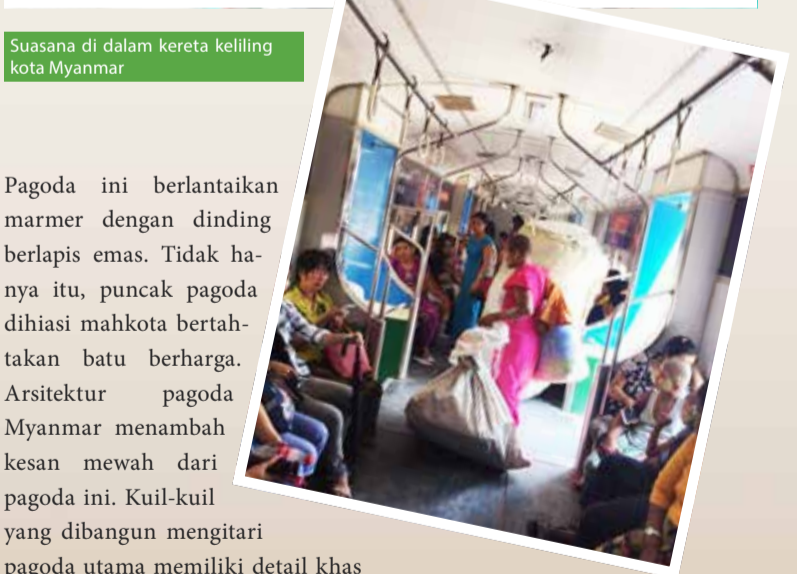 Suasana di dalam kereta keliling
kota Myanmar
Pagoda ini berlantaikan
marmer dengan dinding
berlapis emas. Tidak ha-
nya itu, puncak pagoda
dihiasi mahkota bertah-
takan batu berharga.
Arsitektur pagoda
Myanmar menambah
kesan mewah dari
pagoda ini. Kuil-kuil
yang dibangun mengitari
pagoda utama memiliki detail khas